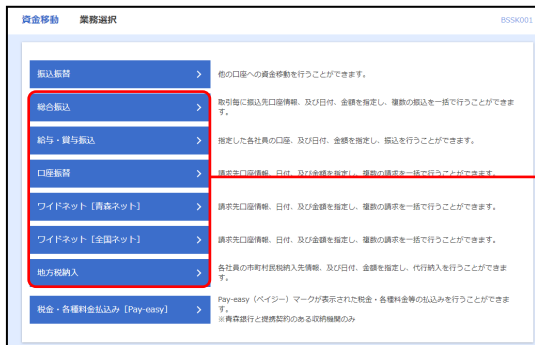 資金移動　業務選択
BSSK001
振込振替
他の口座への資金移動を行うことができます。
総合振込
取引毎に振込先口座情報、及び日付、金額を指定し、複数の振込を一括で行うことができま
す。
給与・賞与振込
指定した各社員の口座、及び日付、金額を指定し、振込を行うことができます。
口座振替
請求先口座情報、日付、及び金額を指定し、複数の請求を一括で行うことができます。
ワイドネット［青森ネット］
請求先口座情報、日付、及び金額を指定し、複数の請求を一括で行うことができます。
ワイドネット［全国ネット］
請求先口座情報、日付、及び金額を指定し、複数の請求を一括で行うことができます。
地方税納入
各社員の市町村民税納入先情報、及び日付、金額を指定し、代行納入を行うことができま
す。
税金・各種料金払込み［Pay-easy］
Pay-easy（ペイジー）マークが表示された税金・各種料金等の払込みを行うことができま
す。
※青森銀行と提携契約のある収納機関のみ